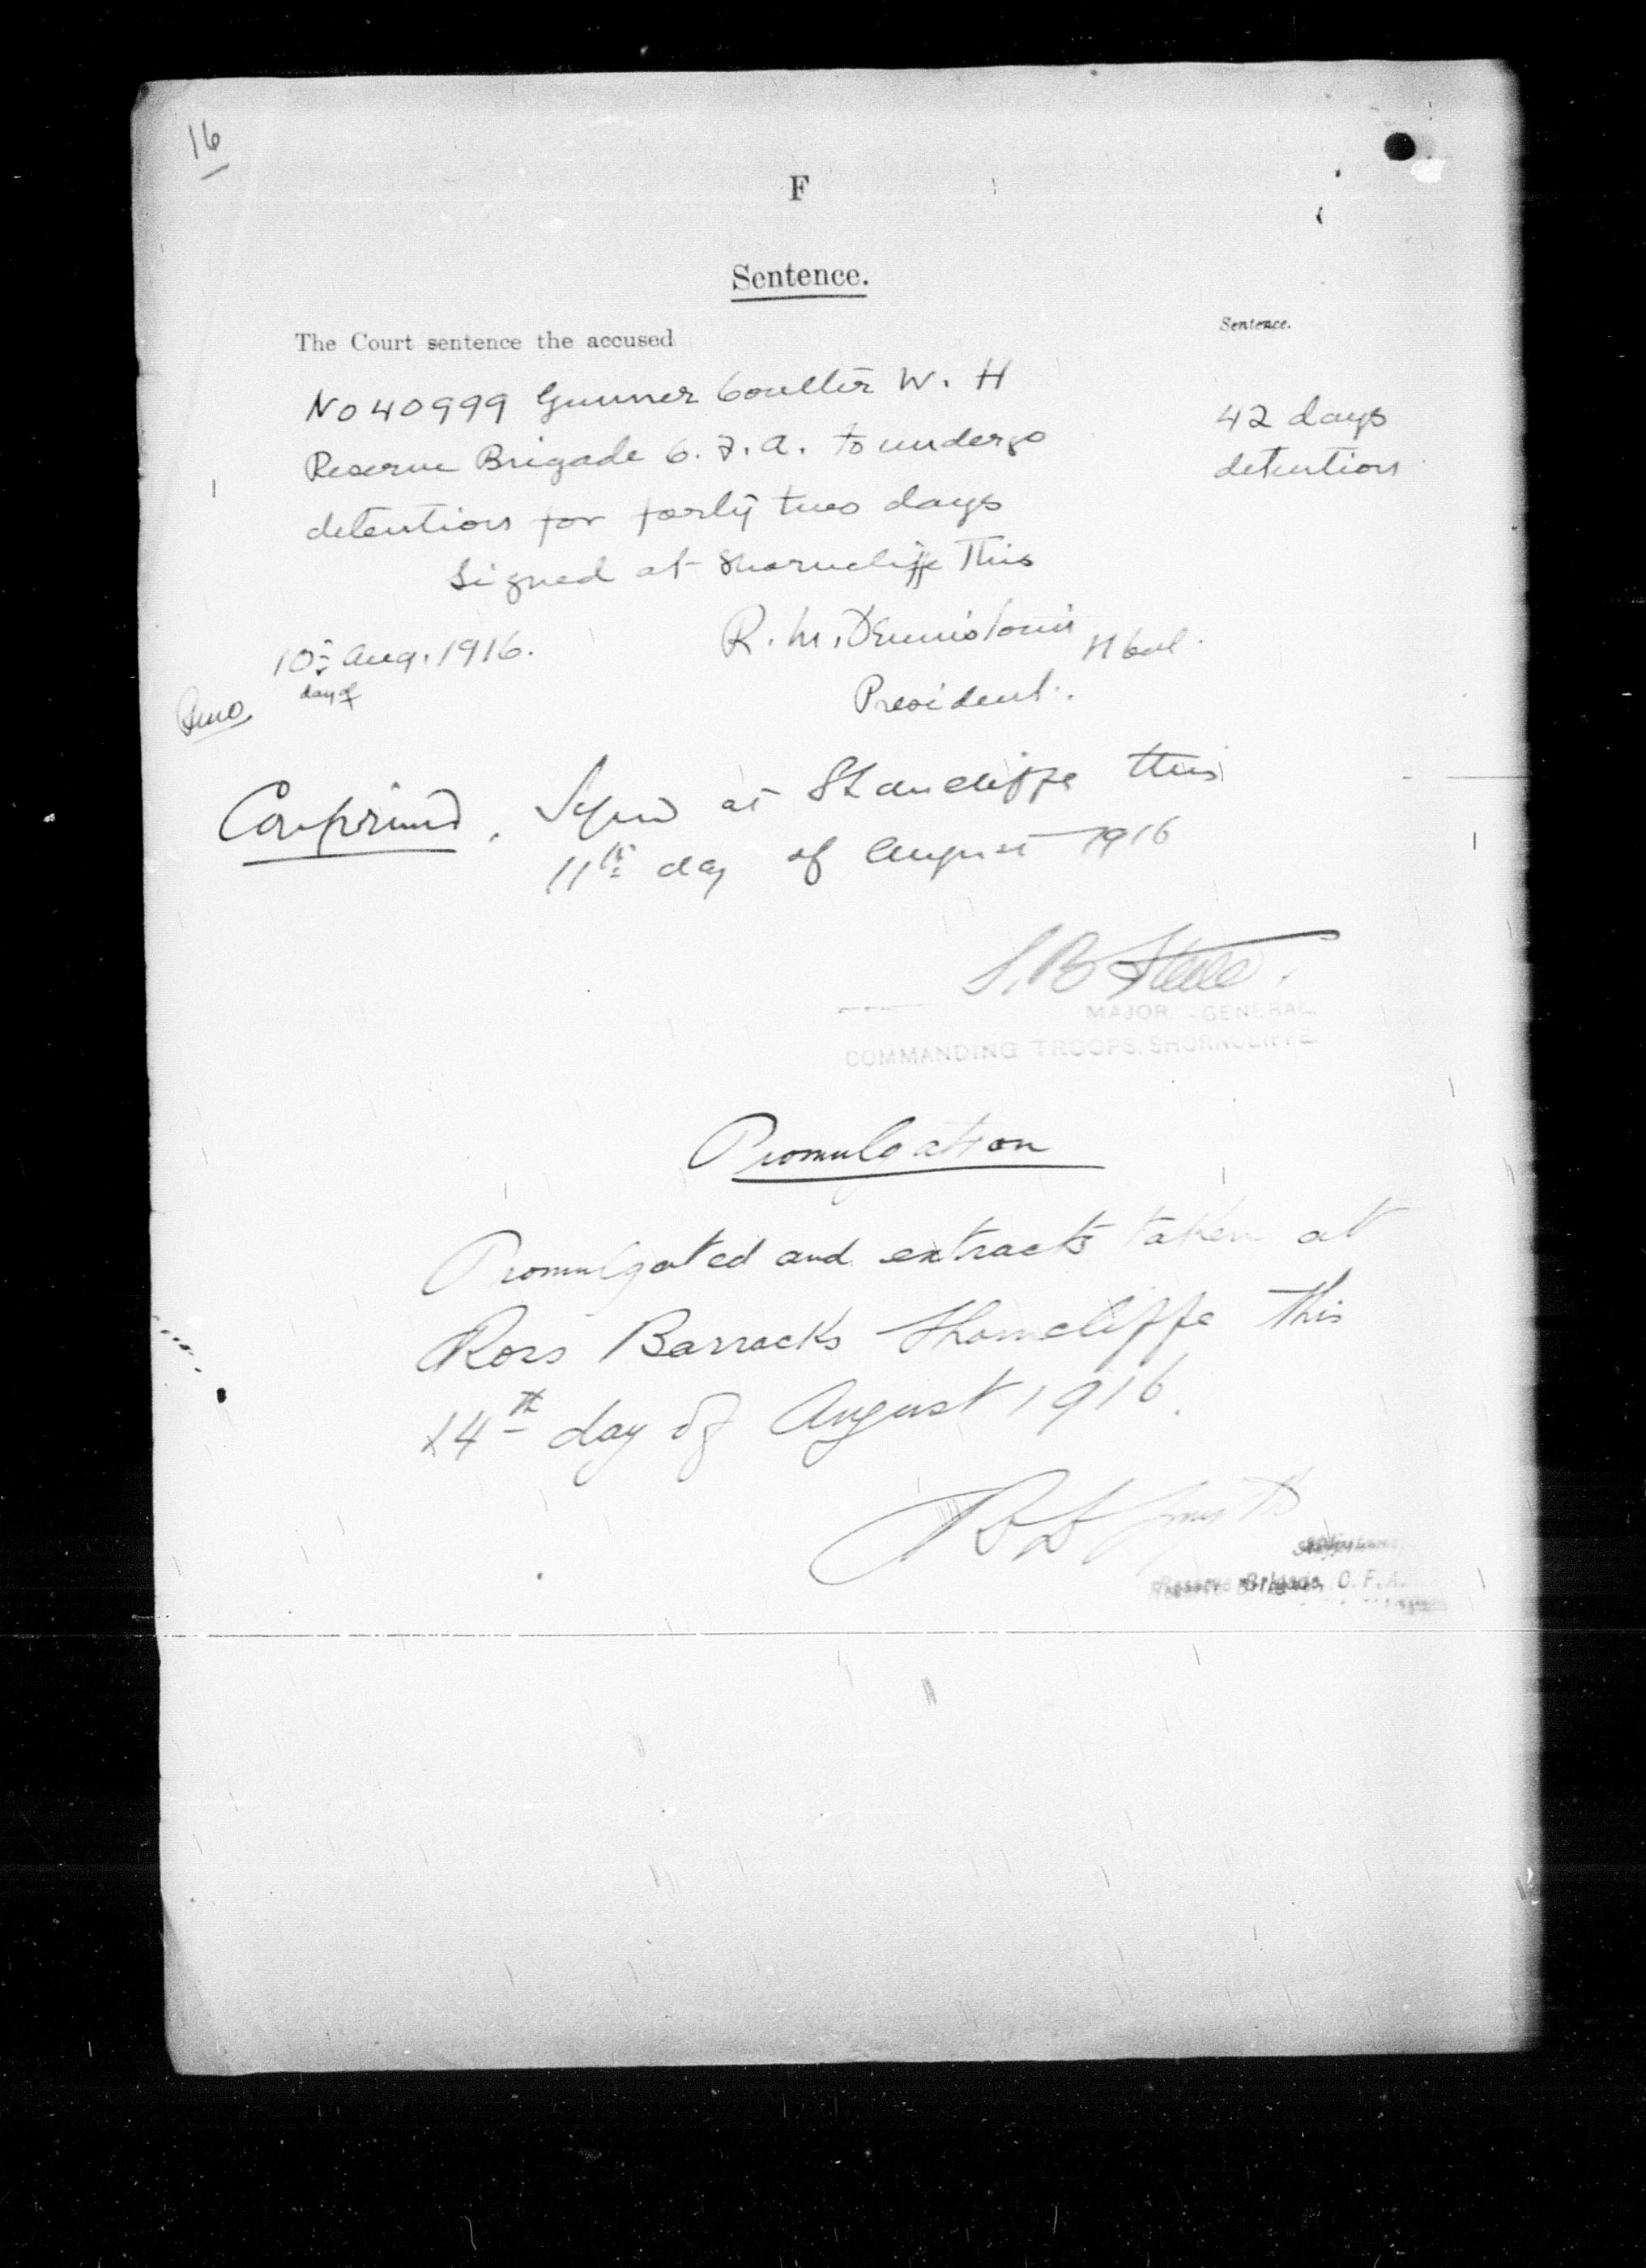 16
F
Sentence.
The Court sentence the accused
Sentence.
No 40999 Gunner Coulter W. H
Reserve Brigade C. F. A. to undergo
detention for forty two days
42 days
detention
Signed at Shorncliffe This
10th Aug. 1916.
day of
R. M. Dennistoun
President.
Confirmed. Signed at Shorncliffe this
11th day of August 1916
S. B. Steele.
MAJOR - GENERAL,
COMMANDING TROOPS, SHORNCLIFFE.
Promulgation
Promulgated and extracts taken at
Ross Barracks Shorncliffe this
14th day of August 1916.
Reserve Brigade, C.F.A.